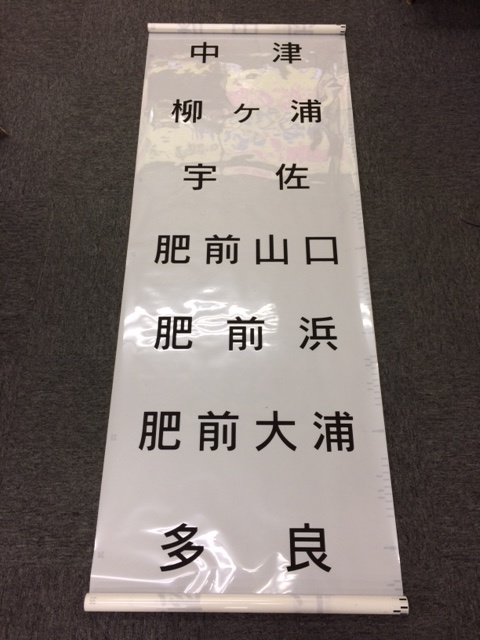 中津
柳ヶ浦
宇佐
肥前山口
肥前浜
肥前大浦
多良